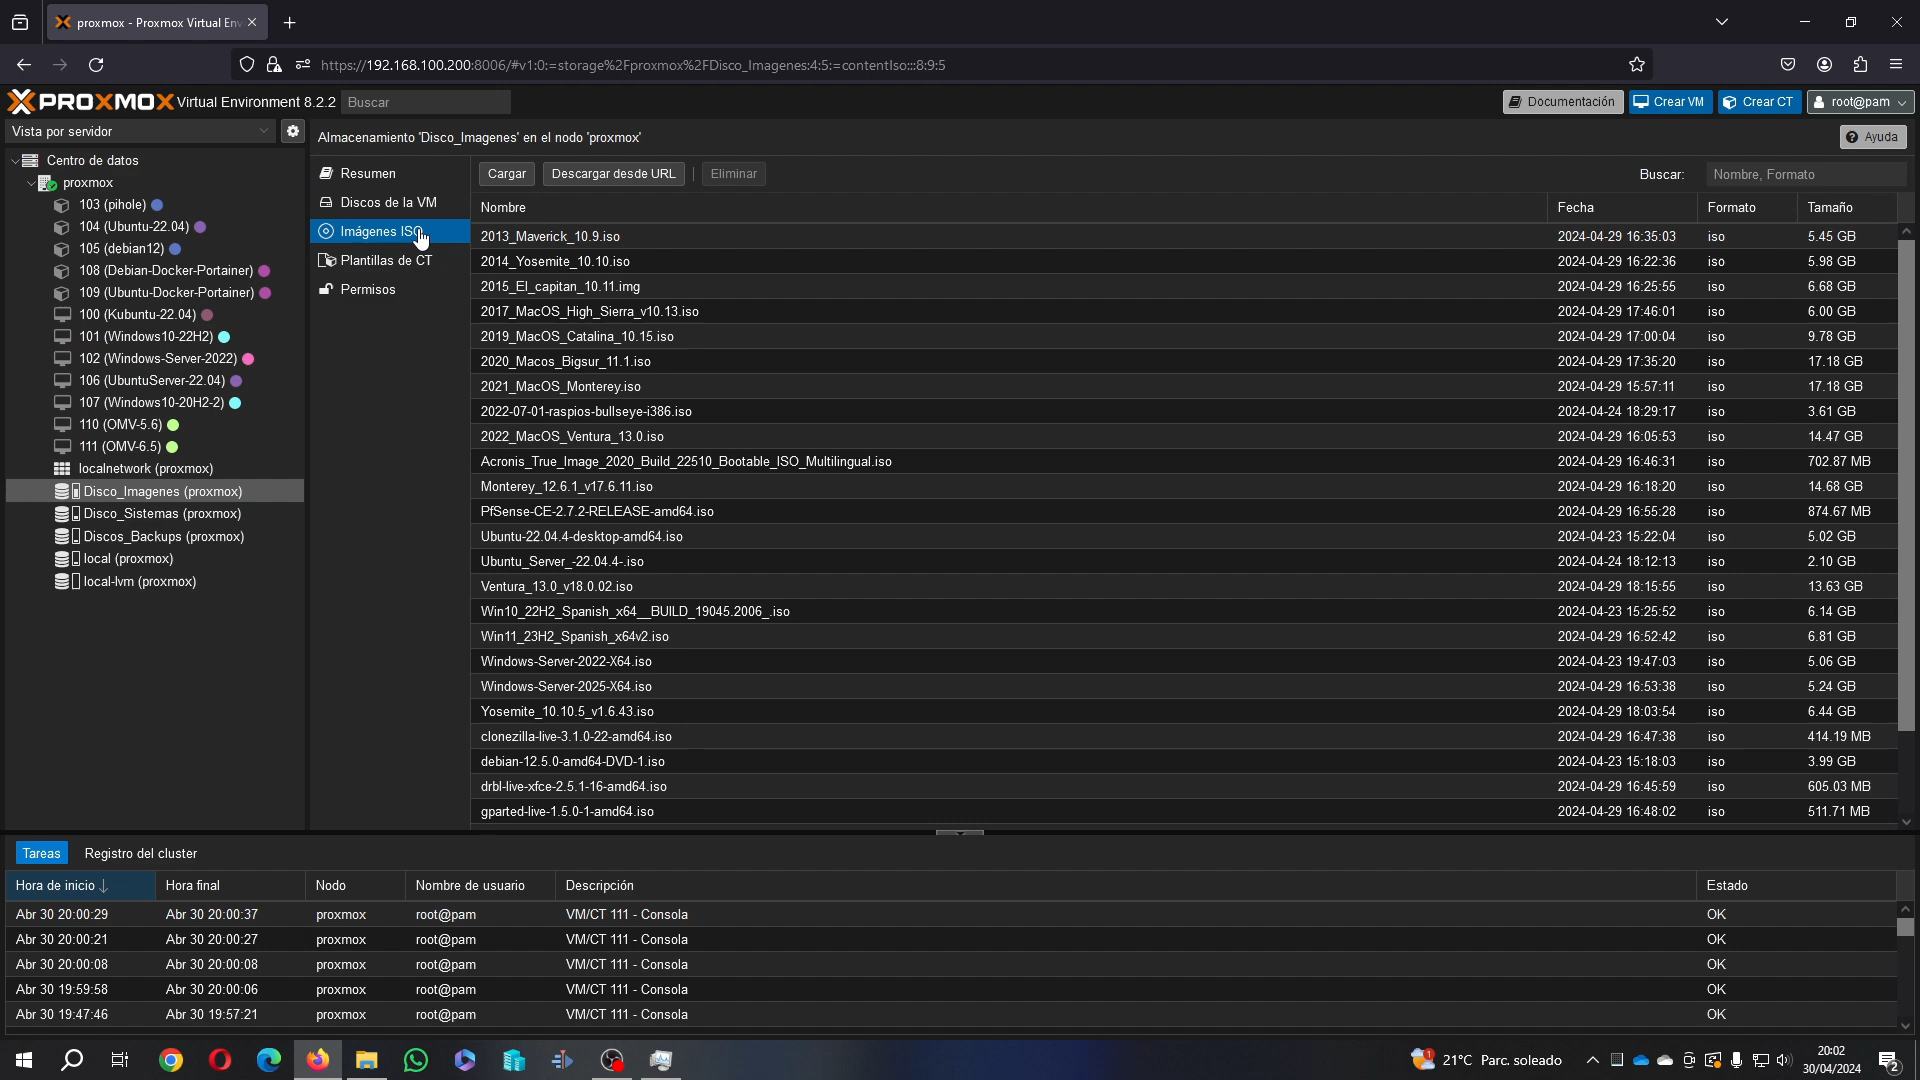 proxmox - Proxmox Virtual Env
https://192.168.100.200:8006/#v1:0:=storage%2Fproxmox%2FDisco_Imagenes:4:5:=contentIso:::8:9:5
PROXMOX Virtual Environment 8.2.2 Buscar Documentación Crear VM Crear CT root@pam
Vista por servidor
Almacenamiento 'Disco_Imagenes' en el nodo 'proxmox' Ayuda
Centro de datos
proxmox
103 (pihole)
104 (Ubuntu-22.04)
105 (debian12)
108 (Debian-Docker-Portainer)
109 (Ubuntu-Docker-Portainer)
100 (Kubuntu-22.04)
101 (Windows10-22H2)
102 (Windows-Server-2022)
106 (UbuntuServer-22.04)
107 (Windows10-20H2-2)
110 (OMV-5.6)
111 (OMV-6.5)
localnetwork (proxmox)
Disco_Imagenes (proxmox)
Disco_Sistemas (proxmox)
Discos_Backups (proxmox)
local (proxmox)
local-lvm (proxmox)
Resumen
Discos de la VM
Imágenes ISO
Plantillas de CT
Permisos
Cargar Descargar desde URL Eliminar Buscar: Nombre, Formato
Nombre Fecha Formato Tamaño
2013_Maverick_10.9.iso 2024-04-29 16:35:03 iso 5.45 GB
2014_Yosemite_10.10.iso 2024-04-29 16:22:36 iso 5.98 GB
2015_El_capitan_10.11.img 2024-04-29 16:25:55 iso 6.68 GB
2017_MacOS_High_Sierra_v10.13.iso 2024-04-29 17:46:01 iso 6.00 GB
2019_MacOS_Catalina_10.15.iso 2024-04-29 17:00:04 iso 9.78 GB
2020_Macos_Bigsur_11.1.iso 2024-04-29 17:35:20 iso 17.18 GB
2021_MacOS_Monterey.iso 2024-04-29 15:57:11 iso 17.18 GB
2022-07-01-raspios-bullseye-i386.iso 2024-04-24 18:29:17 iso 3.61 GB
2022_MacOS_Ventura_13.0.iso 2024-04-29 16:05:53 iso 14.47 GB
Acronis_True_Image_2020_Build_22510_Bootable_ISO_Multilingual.iso 2024-04-29 16:46:31 iso 702.87 MB
Monterey_12.6.1_v17.6.11.iso 2024-04-29 16:18:20 iso 14.68 GB
PfSense-CE-2.7.2-RELEASE-amd64.iso 2024-04-29 16:55:28 iso 874.67 MB
Ubuntu-22.04.4-desktop-amd64.iso 2024-04-23 15:22:04 iso 5.02 GB
Ubuntu_Server_-22.04.4-.iso 2024-04-24 18:12:13 iso 2.10 GB
Ventura_13.0_v18.0.02.iso 2024-04-29 18:15:55 iso 13.63 GB
Win10_22H2_Spanish_x64__BUILD_19045.2006_.iso 2024-04-23 15:25:52 iso 6.14 GB
Win11_23H2_Spanish_x64v2.iso 2024-04-29 16:52:42 iso 6.81 GB
Windows-Server-2022-X64.iso 2024-04-23 19:47:03 iso 5.06 GB
Windows-Server-2025-X64.iso 2024-04-29 16:53:38 iso 5.24 GB
Yosemite_10.10.5_v1.6.43.iso 2024-04-29 18:03:54 iso 6.44 GB
clonezilla-live-3.1.0-22-amd64.iso 2024-04-29 16:47:38 iso 414.19 MB
debian-12.5.0-amd64-DVD-1.iso 2024-04-23 15:18:03 iso 3.99 GB
drbl-live-xfce-2.5.1-16-amd64.iso 2024-04-29 16:45:59 iso 605.03 MB
gparted-live-1.5.0-1-amd64.iso 2024-04-29 16:48:02 iso 511.71 MB
Tareas Registro del cluster
Hora de inicio Hora final Nodo Nombre de usuario Descripción Estado
Abr 30 20:00:29 Abr 30 20:00:37 proxmox root@pam VM/CT 111 - Consola OK
Abr 30 20:00:21 Abr 30 20:00:27 proxmox root@pam VM/CT 111 - Consola OK
Abr 30 20:00:08 Abr 30 20:00:08 proxmox root@pam VM/CT 111 - Consola OK
Abr 30 19:59:58 Abr 30 20:00:06 proxmox root@pam VM/CT 111 - Consola OK
Abr 30 19:47:46 Abr 30 19:57:21 proxmox root@pam VM/CT 111 - Consola OK
21°C Parc. soleado 20:02
30/04/2024
2